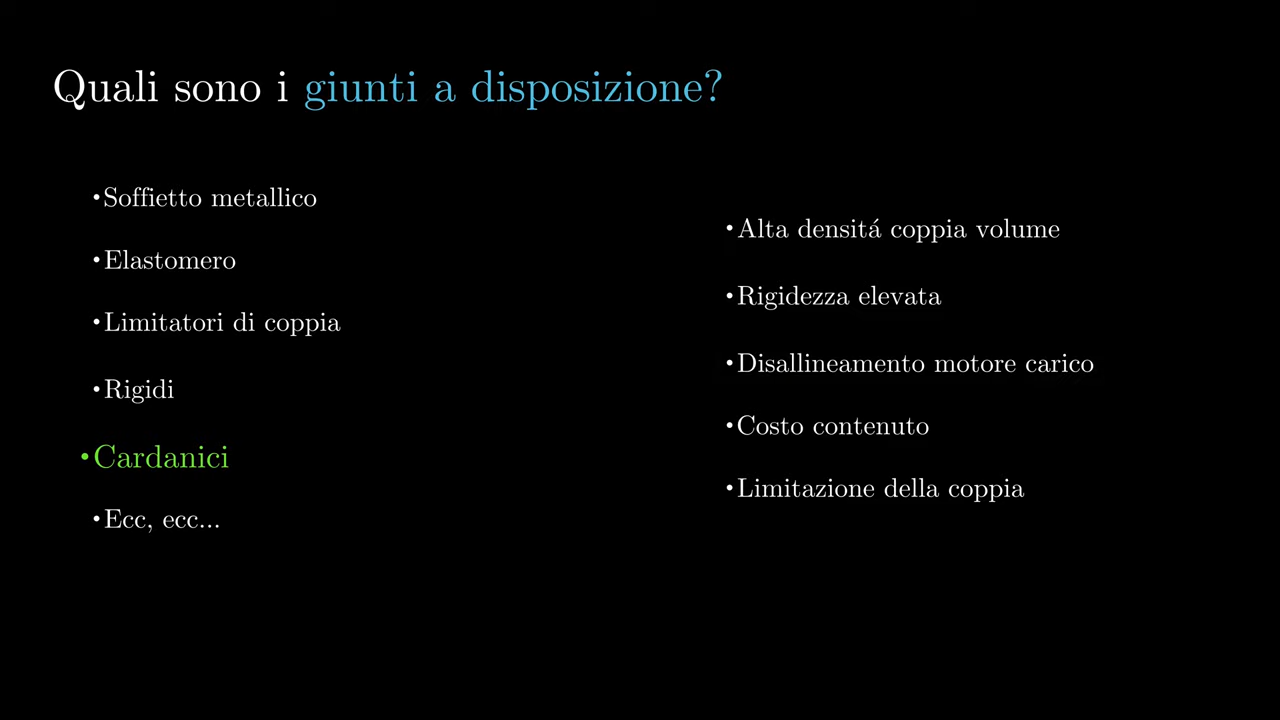 Quali sono i giunti a disposizione?
•Soffietto metallico
•Elastomero
•Limitatori di coppia
•Rigidi
•Cardanici
•Ecc, ecc...
•Alta densitá coppia volume
•Rigidezza elevata
•Disallineamento motore carico
•Costo contenuto
•Limitazione della coppia